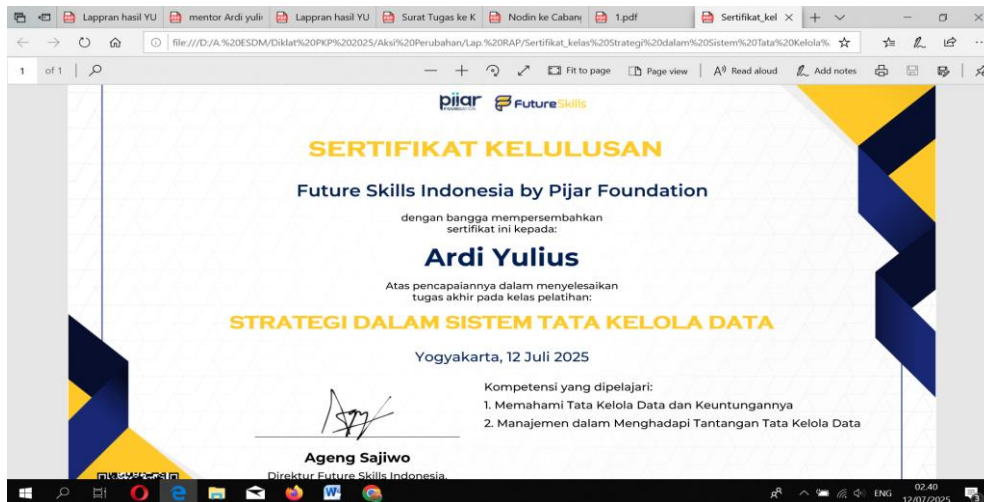 Lappran hasil YU
mentor Ardi yuli
Lappran hasil YU
Surat Tugas ke K
Nodin ke Caban
1.pdf
Sertifikat_kel
file:///D:/A.%20ESDM/Diklat%20PKP%202025/Aksi%20Perubahan/Lap.%20RAP/Sertifikat_kelas%20Strategi%20dalam%20Sistem%20Tata%20Kelola%
1 of 1
Fit to page
Page view
Read aloud
Add notes
pijar
FOUNDATION
FutureSkills
SERTIFIKAT KELULUSAN
Future Skills Indonesia by Pijar Foundation
dengan bangga mempersembahkan
sertifikat ini kepada:
Ardi Yulius
Atas pencapaiannya dalam menyelesaikan
tugas akhir pada kelas pelatihan:
STRATEGI DALAM SISTEM TATA KELOLA DATA
Yogyakarta, 12 Juli 2025
Kompetensi yang dipelajari:
1. Memahami Tata Kelola Data dan Keuntungannya
2. Manajemen dalam Menghadapi Tantangan Tata Kelola Data
Ageng Sajiwo
Direktur Future Skills Indonesia,
ENG
02.40
12/07/2025